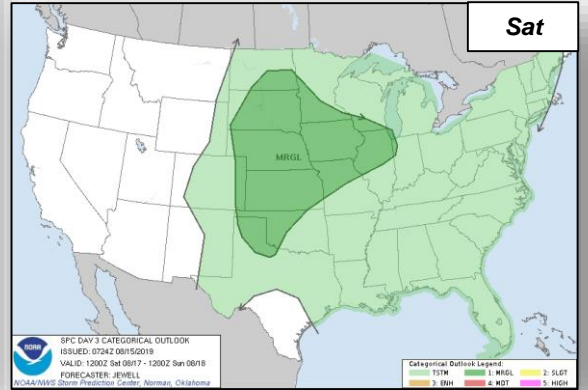 Sat
MRGL
NOAA
SPC DAY 3 CATEGORICAL OUTLOOK
ISSUED: 0724Z 08/15/2019
VALID: 1200Z Sat 08/17 - 1200Z Sun 08/18
FORECASTER: JEWELL
NOAA/NWS Storm Prediction Center, Norman, Oklahoma
Categorical Outlook Legend:
TSTM 1: MRGL 2: SLGT
3: ENH 4: MDT 5: HIGH